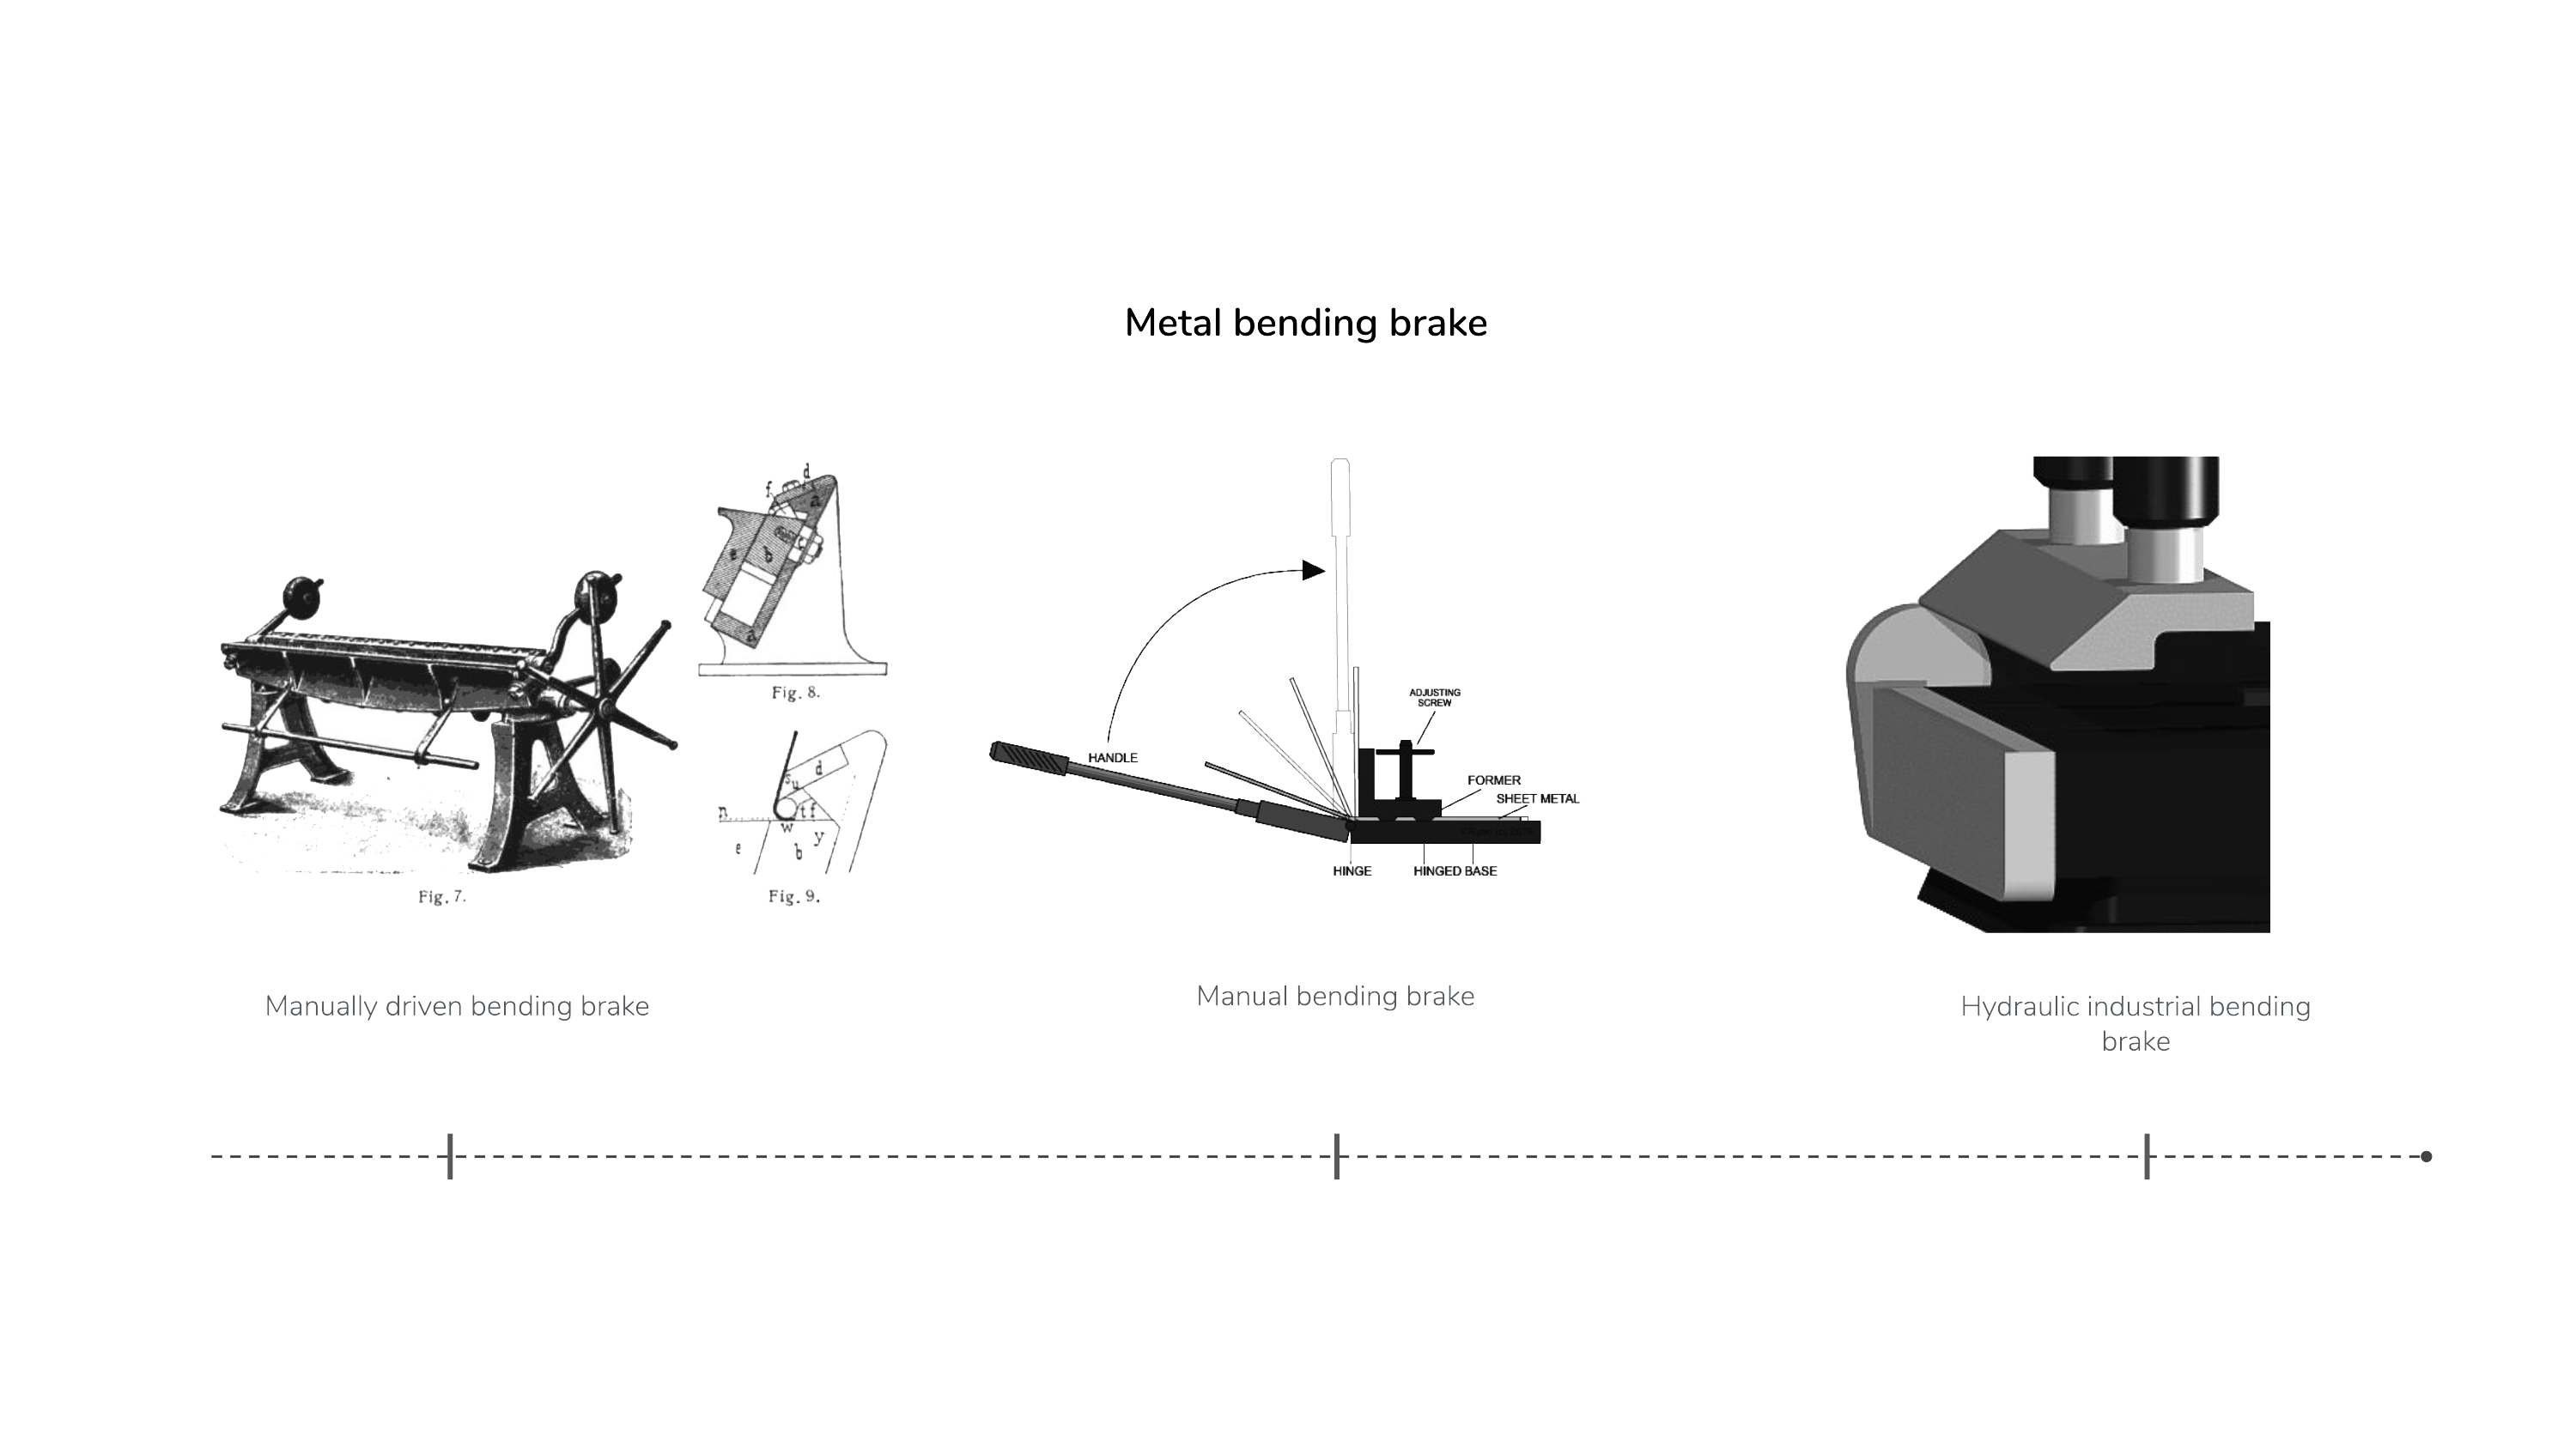 Metal bending brake
d
f
a
e
b
c
a
Fig. 8.
Fig. 7.
s
u
d
n
t f
w
y
e
b
Fig. 9.
HANDLE
ADJUSTING
SCREW
FORMER
SHEET METAL
HINGE
HINGED BASE
Manually driven bending brake
Manual bending brake
Hydraulic industrial bending
brake